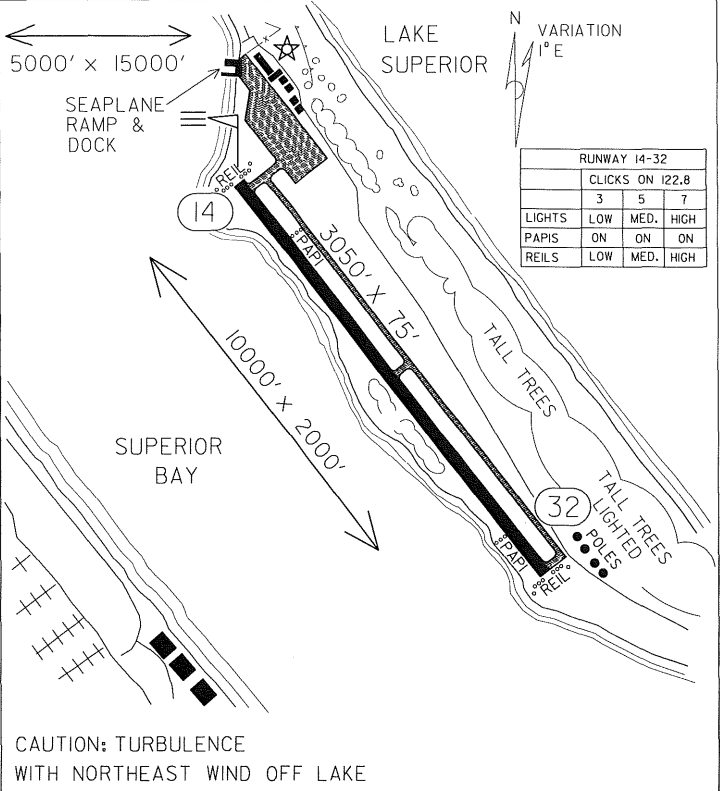 5000' × 15000'
LAKE
SUPERIOR
N
VARIATION
1° E
SEAPLANE
RAMP &
DOCK
RUNWAY 14-32
CLICKS ON 122.8
3 5 7
LIGHTS LOW MED. HIGH
PAPIS ON ON ON
REILS LOW MED. HIGH
REIL
14
PAPI
3050' × 75'
10000' × 2000'
TALL TREES
SUPERIOR
BAY
32
TALL TREES
LIGHTED
POLES
PAPI
REIL
CAUTION: TURBULENCE
WITH NORTHEAST WIND OFF LAKE